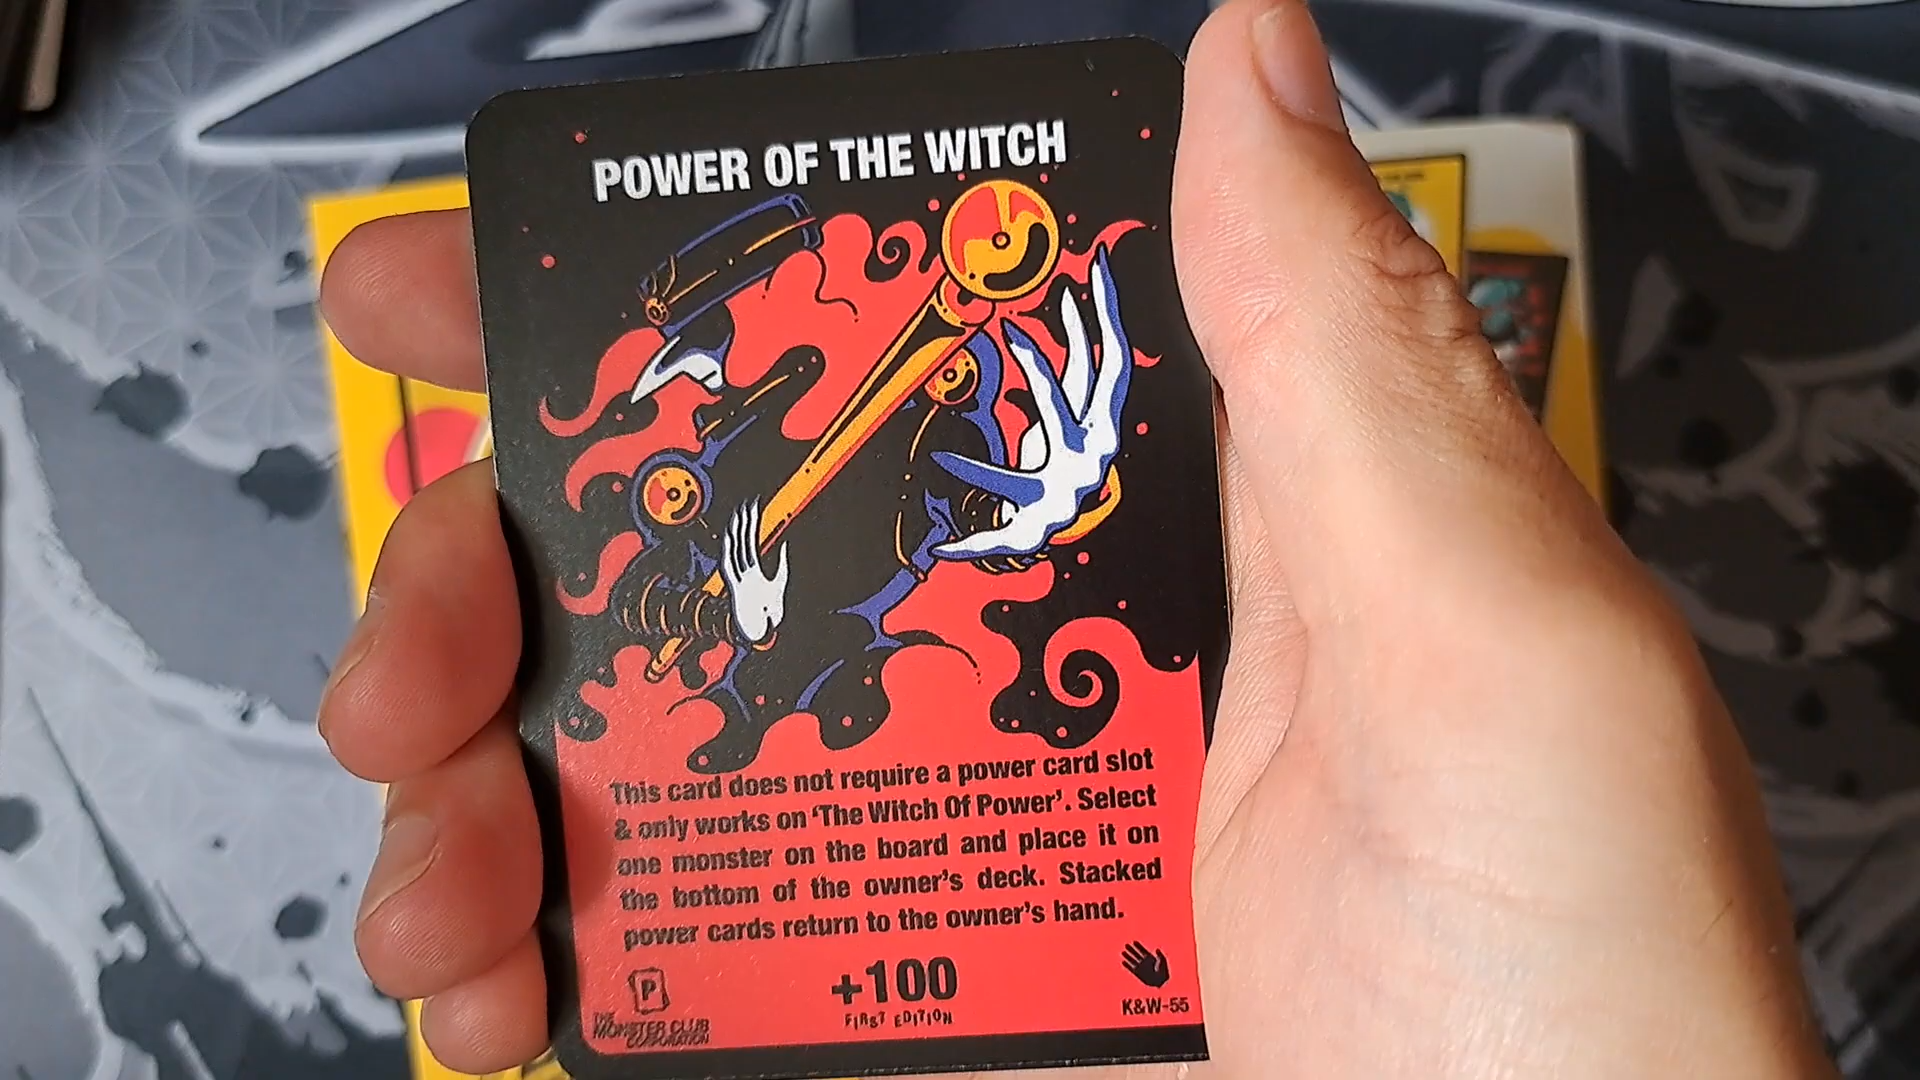 POWER OF THE WITCH
This card does not require a power card slot
& only works on ‘The Witch Of Power’. Select
one monster on the board and place it on
the bottom of the owner’s deck. Stacked
power cards return to the owner’s hand.
P
+100
FIRST EDITION
K&W-55
THE
MONSTER CLUB
CORPORATION